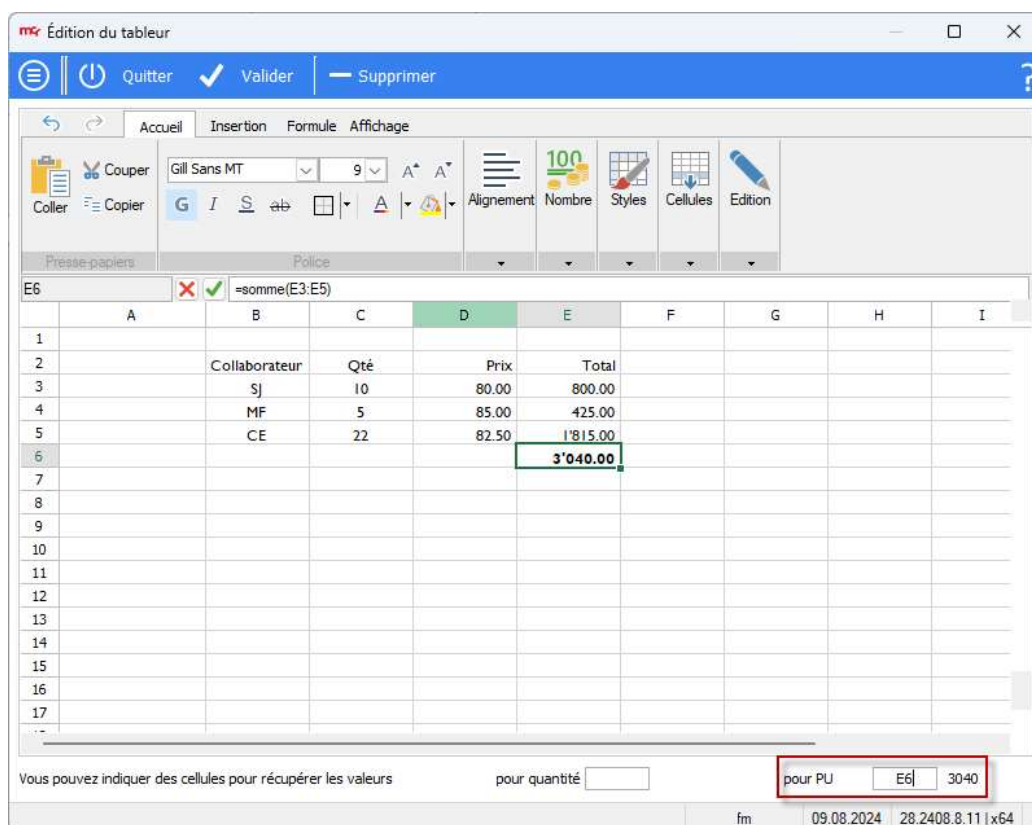 mcr Édition du tableur
Quitter Valider Supprimer ?
Accueil Insertion Formule Affichage
Coller Couper Copier
Gill Sans MT 9 A A
G I S ab A
Alignement Nombre Styles Cellules Edition
100
Presse-papiers Police
E6 =somme(E3:E5)
A B C D E F G H I
1
2 Collaborateur Qté Prix Total
3 SJ 10 80.00 800.00
4 MF 5 85.00 425.00
5 CE 22 82.50 1'815.00
6 3'040.00
7
8
9
10
11
12
13
14
15
16
17
Vous pouvez indiquer des cellules pour récupérer les valeurs pour quantité pour PU E6 3040
fm 09.08.2024 28.2408.8.11 | x64